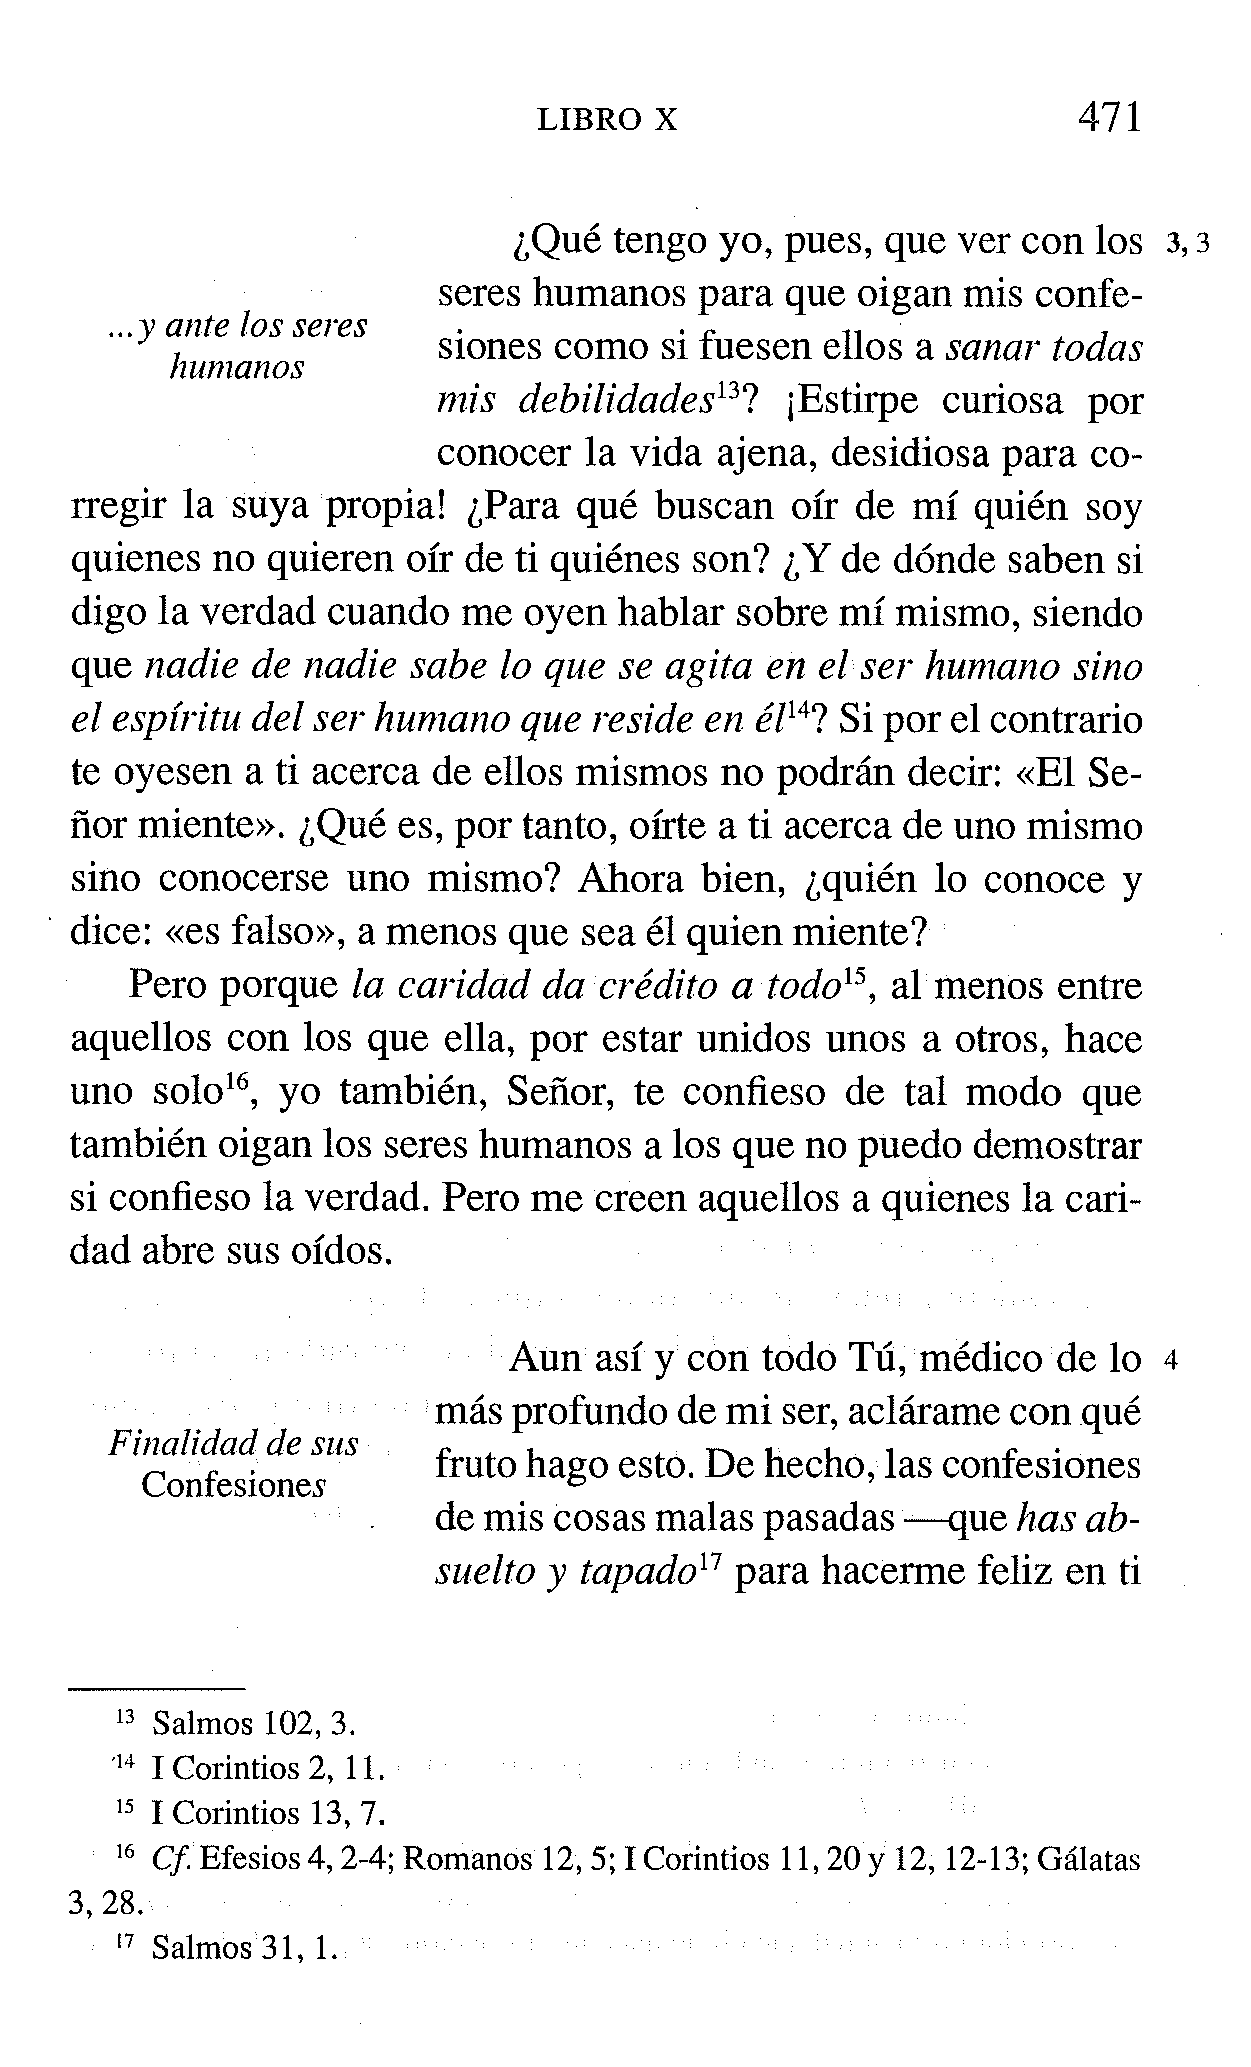 LIBRO X 471
¿Qué tengo yo, pues, que ver con los 3, 3
seres humanos para que oigan mis confe-
...y ante los seres
humanos
siones como si fuesen ellos a sanar todas
mis debilidades¹³? ¡Estirpe curiosa por
conocer la vida ajena, desidiosa para co-
rregir la suya propia! ¿Para qué buscan oír de mí quién soy
quienes no quieren oír de ti quiénes son? ¿Y de dónde saben si
digo la verdad cuando me oyen hablar sobre mí mismo, siendo
que nadie de nadie sabe lo que se agita en el ser humano sino
el espíritu del ser humano que reside en él¹⁴? Si por el contrario
te oyesen a ti acerca de ellos mismos no podrán decir: «El Se-
ñor miente». ¿Qué es, por tanto, oírte a ti acerca de uno mismo
sino conocerse uno mismo? Ahora bien, ¿quién lo conoce y
dice: «es falso», a menos que sea él quien miente?
Pero porque la caridad da crédito a todo¹⁵, al menos entre
aquellos con los que ella, por estar unidos unos a otros, hace
uno solo¹⁶, yo también, Señor, te confieso de tal modo que
también oigan los seres humanos a los que no puedo demostrar
si confieso la verdad. Pero me creen aquellos a quienes la cari-
dad abre sus oídos.
Aun así y con todo Tú, médico de lo 4
más profundo de mi ser, aclárame con qué
Finalidad de sus
Confesiones
fruto hago esto. De hecho, las confesiones
de mis cosas malas pasadas —que has ab-
suelto y tapado¹⁷ para hacerme feliz en ti
¹³ Salmos 102, 3.
¹⁴ I Corintios 2, 11.
¹⁵ I Corintios 13, 7.
¹⁶ Cf. Efesios 4, 2-4; Romanos 12, 5; I Corintios 11, 20 y 12, 12-13; Gálatas
3, 28.
¹⁷ Salmos 31, 1.